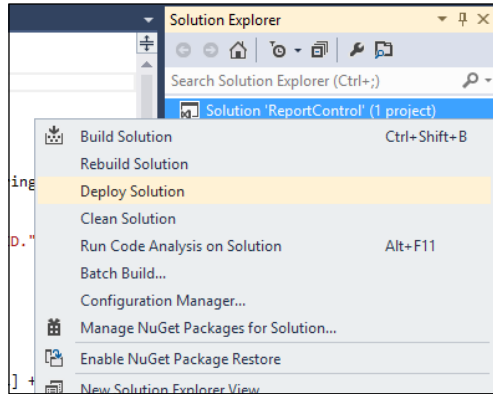 Solution Explorer
Search Solution Explorer (Ctrl+;)
Solution 'ReportControl' (1 project)
Build Solution Ctrl+Shift+B
Rebuild Solution
ing
Deploy Solution
Clean Solution
D."
Run Code Analysis on Solution Alt+F11
Batch Build...
Configuration Manager...
Manage NuGet Packages for Solution...
Enable NuGet Package Restore
] +
New Solution Explorer View